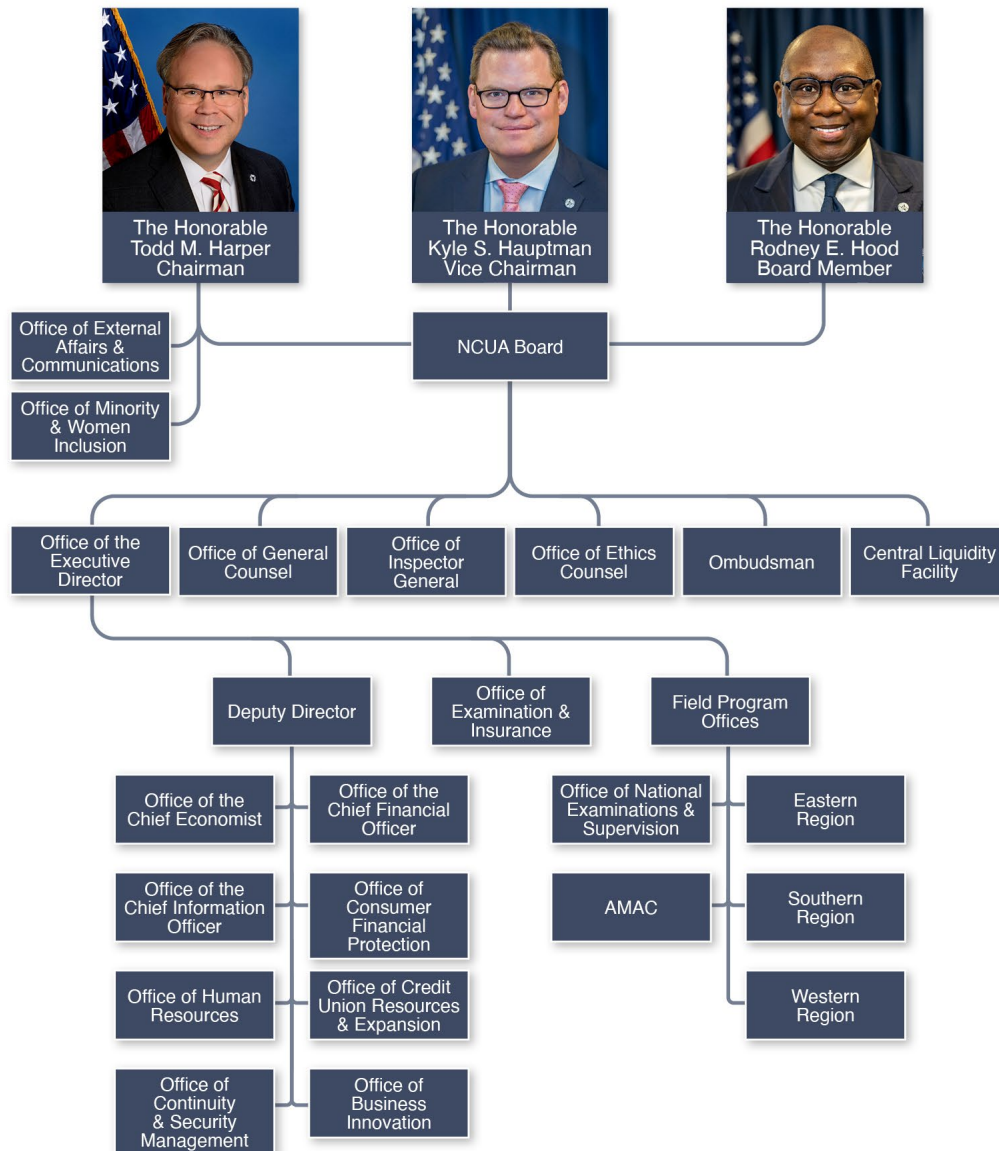 The Honorable
Todd M. Harper
Chairman
The Honorable
Kyle S. Hauptman
Vice Chairman
The Honorable
Rodney E. Hood
Board Member
Office of External
Affairs &
Communications
NCUA Board
Office of Minority
& Women
Inclusion
Office of the
Executive
Director
Office of General
Counsel
Office of
Inspector
General
Office of Ethics
Counsel
Ombudsman
Central Liquidity
Facility
Deputy Director
Office of
Examination &
Insurance
Field Program
Offices
Office of the
Chief Economist
Office of the
Chief Financial
Officer
Office of National
Examinations &
Supervision
Eastern
Region
Office of the
Chief Information
Officer
Office of
Consumer
Financial
Protection
AMAC
Southern
Region
Office of Human
Resources
Office of Credit
Union Resources
& Expansion
Western
Region
Office of
Continuity
& Security
Management
Office of
Business
Innovation